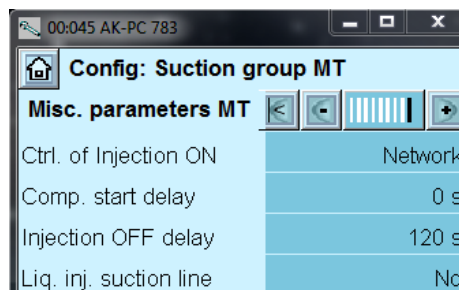 00:045 AK-PC 783
Config: Suction group MT
Misc. parameters MT
Ctrl. of Injection ON Network
Comp. start delay 0 s
Injection OFF delay 120 s
Liq. inj. suction line No